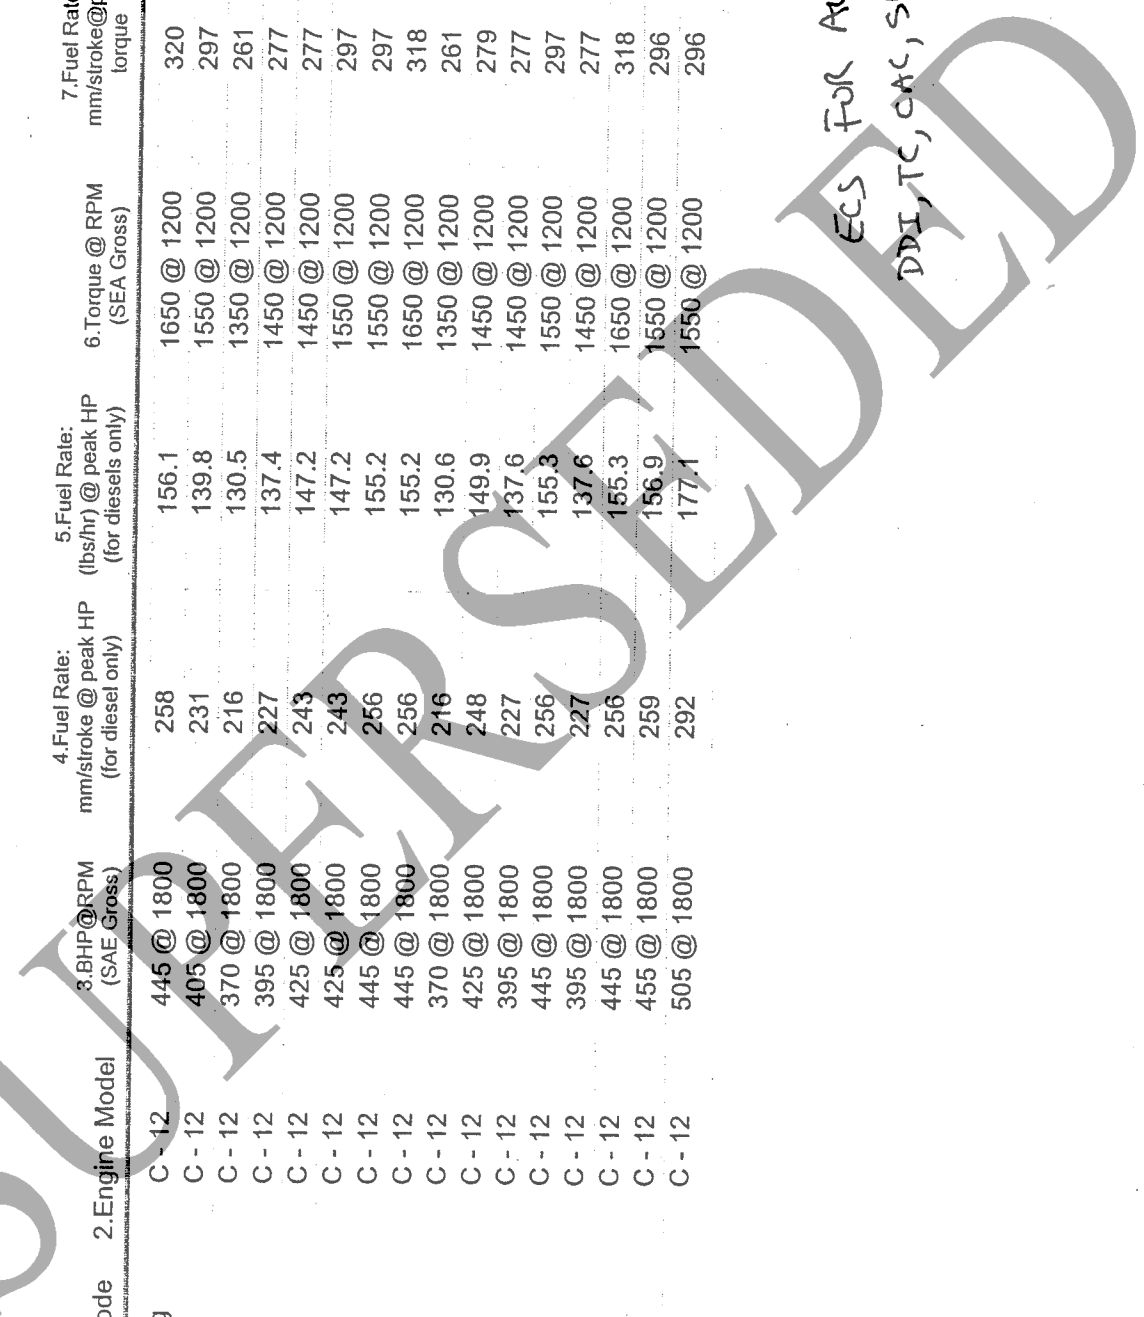 ode 2.Engine Model 3.BHP@RPM (SAE Gross) 4.Fuel Rate: mm/stroke @ peak HP (for diesel only) 5.Fuel Rate: (lbs/hr) @ peak HP (for diesels only) 6.Torque @ RPM (SEA Gross) 7.Fuel Rate mm/stroke@p torque
g
C - 12 445 @ 1800 258 156.1 1650 @ 1200 320
C - 12 405 @ 1800 231 139.8 1550 @ 1200 297
C - 12 370 @ 1800 216 130.5 1350 @ 1200 261
C - 12 395 @ 1800 227 137.4 1450 @ 1200 277
C - 12 425 @ 1800 243 147.2 1450 @ 1200 277
C - 12 425 @ 1800 243 147.2 1550 @ 1200 297
C - 12 445 @ 1800 256 155.2 1550 @ 1200 297
C - 12 445 @ 1800 256 155.2 1650 @ 1200 318
C - 12 370 @ 1800 216 130.6 1350 @ 1200 261
C - 12 425 @ 1800 248 149.9 1450 @ 1200 279
C - 12 395 @ 1800 227 137.6 1450 @ 1200 277
C - 12 445 @ 1800 256 155.3 1550 @ 1200 297
C - 12 395 @ 1800 227 137.6 1450 @ 1200 277
C - 12 445 @ 1800 256 155.3 1650 @ 1200 318
C - 12 455 @ 1800 259 156.9 1550 @ 1200 296
C - 12 505 @ 1800 292 177.1 1550 @ 1200 296
ECS FOR
DDI, TC, OAC,
SUPERSEDED